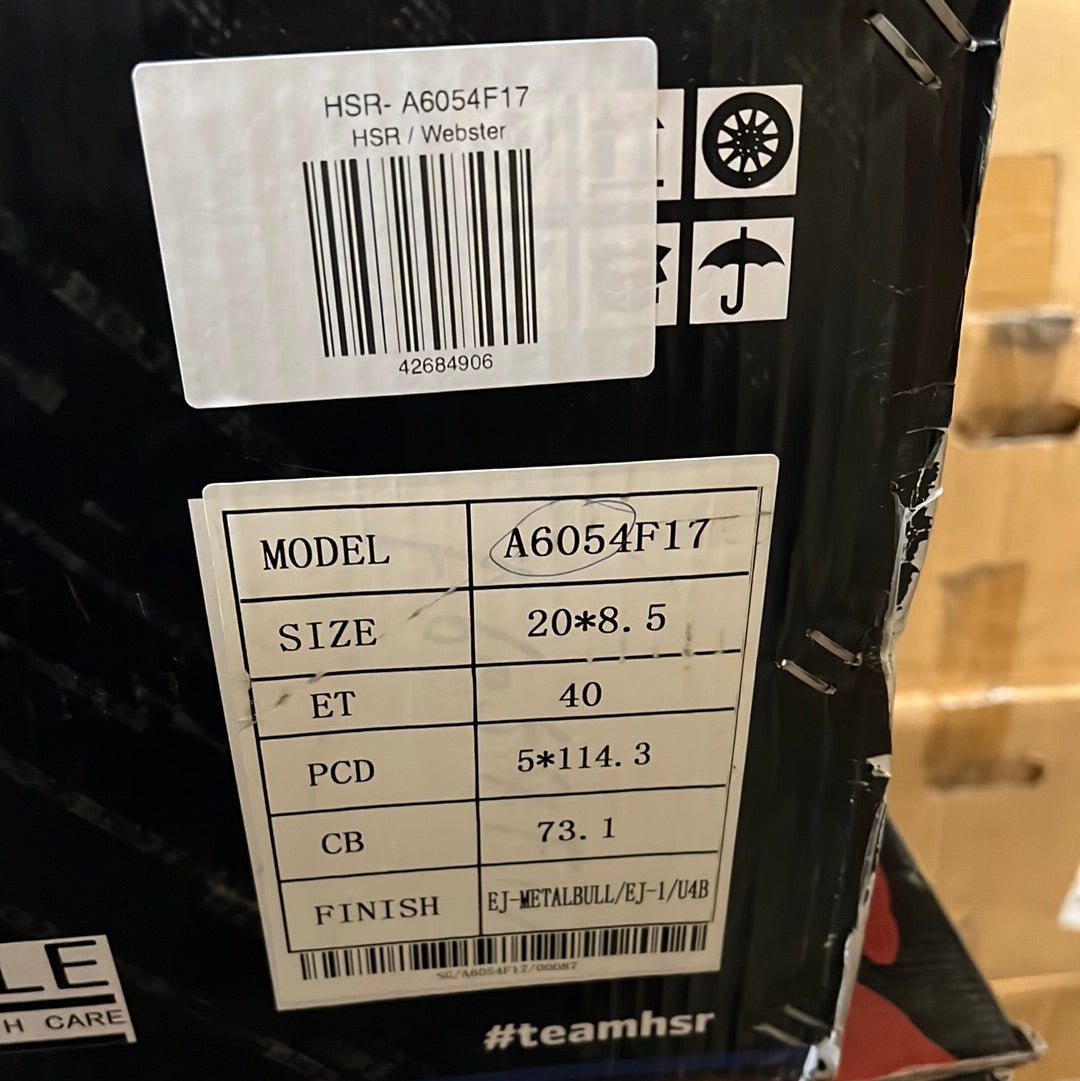 HSR- A6054F17
HSR / Webster
42684906
MODEL A6054F17
SIZE 20*8. 5
ET 40
PCD 5*114. 3
CB 73. 1
FINISH EJ-METALBULL/EJ-1/U4B
SG/A6054F17/00087
LE
H CARE
#teamhsr